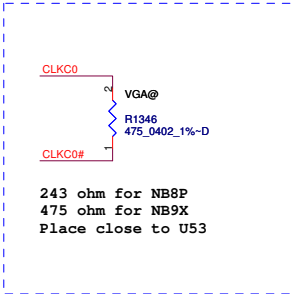 CLKC0
2
VGA@
R1346
475_0402_1%~D
1
CLKC0#
243 ohm for NB8P
475 ohm for NB9X
Place close to U53